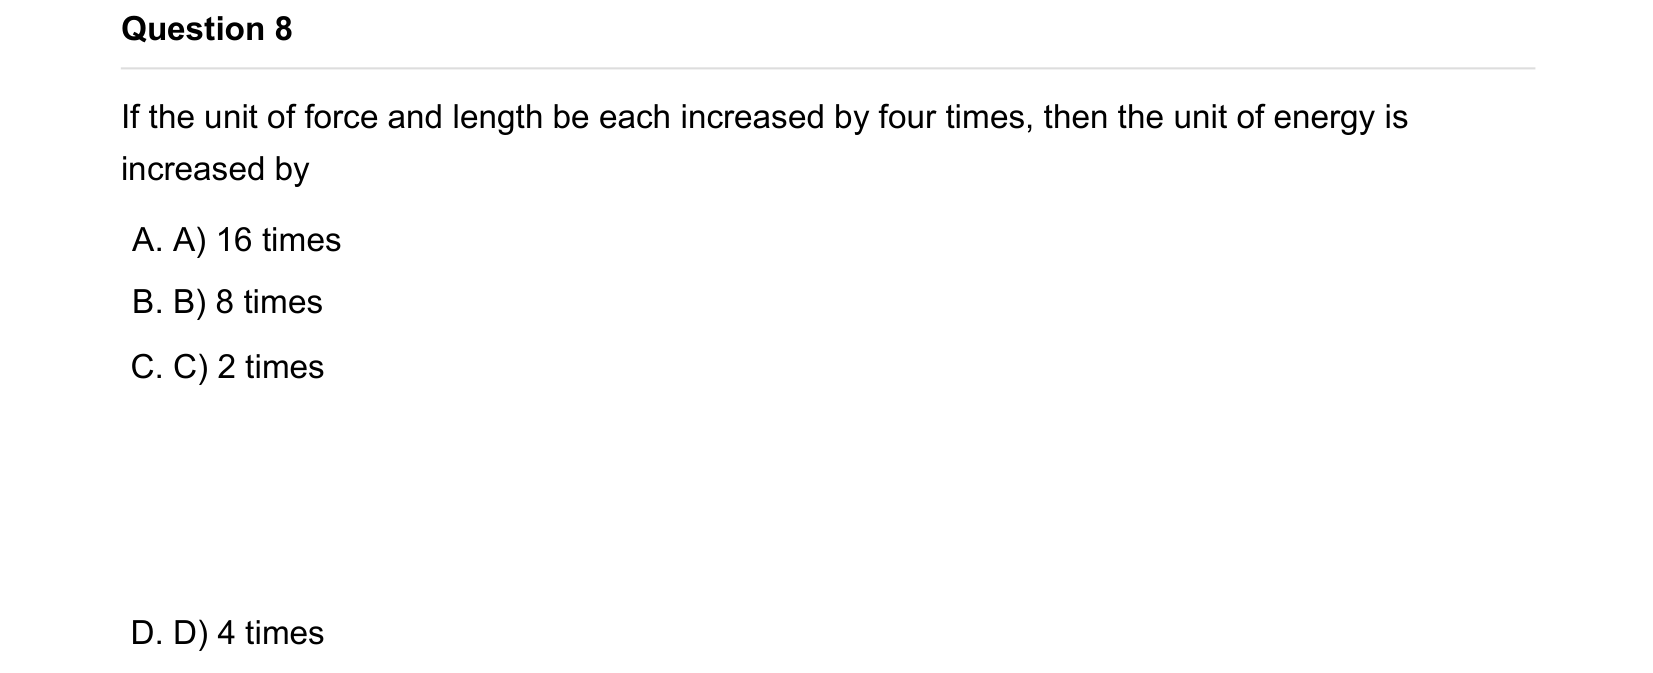 Question 8
If the unit of force and length be each increased by four times, then the unit of energy is
increased by
A. A) 16 times
B. B) 8 times
C. C) 2 times
D. D) 4 times